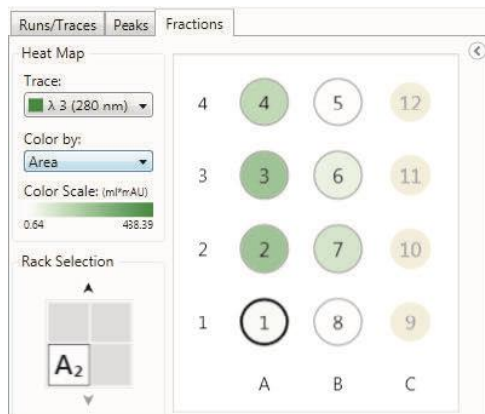 Runs/Traces Peaks Fractions
Heat Map
Trace:
λ 3 (280 nm)
Color by:
Area
Color Scale: (ml*mAU)
0.64 438.39
Rack Selection
A₂
4 4 5 12
3 3 6 11
2 2 7 10
1 1 8 9
A B C